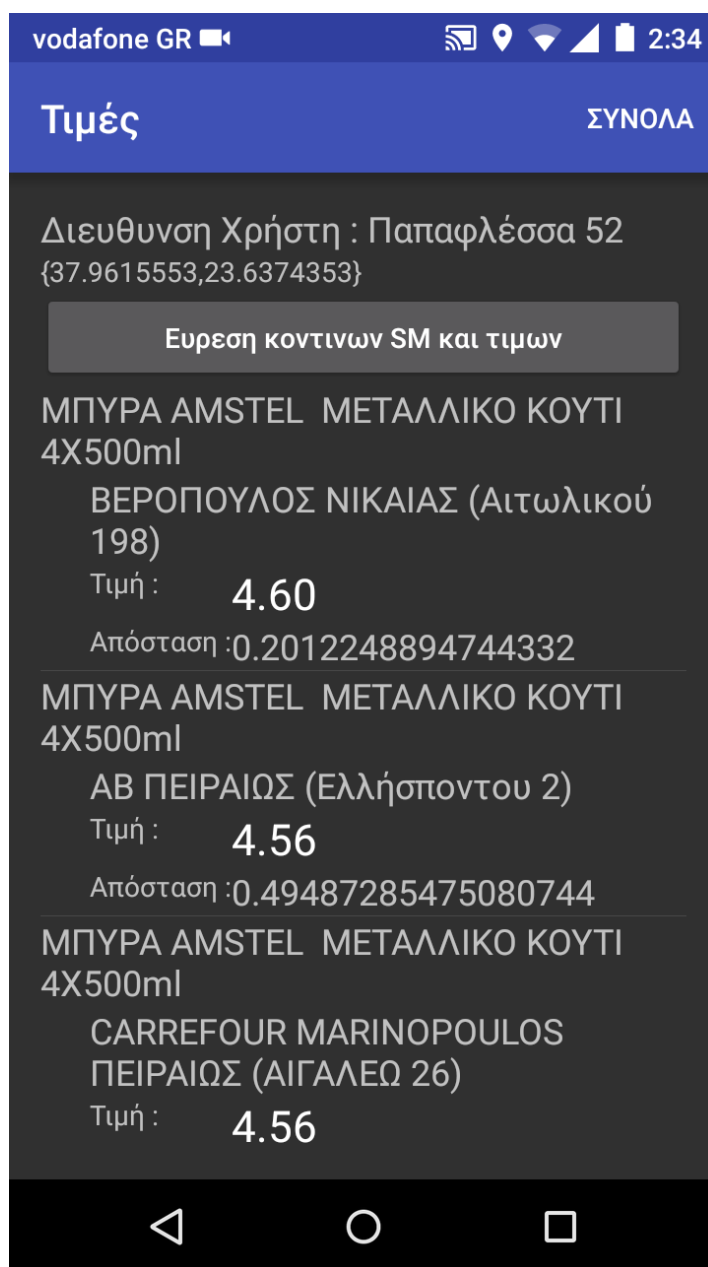 vodafone GR
2:34
Τιμές
ΣΥΝΟΛΑ
Διευθυνση Χρήστη : Παπαφλέσσα 52
{37.9615553,23.6374353}
Ευρεση κοντινων SM και τιμων
ΜΠΥΡΑ AMSTEL  ΜΕΤΑΛΛΙΚΟ ΚΟΥΤΙ
4X500ml
ΒΕΡΟΠΟΥΛΟΣ ΝΙΚΑΙΑΣ (Αιτωλικού
198)
Τιμή : 4.60
Απόσταση :0.2012248894744332
ΜΠΥΡΑ AMSTEL  ΜΕΤΑΛΛΙΚΟ ΚΟΥΤΙ
4X500ml
ΑΒ ΠΕΙΡΑΙΩΣ (Ελλήσποντου 2)
Τιμή : 4.56
Απόσταση :0.49487285475080744
ΜΠΥΡΑ AMSTEL  ΜΕΤΑΛΛΙΚΟ ΚΟΥΤΙ
4X500ml
CARREFOUR MARINOPOULOS
ΠΕΙΡΑΙΩΣ (ΑΙΓΑΛΕΩ 26)
Τιμή : 4.56